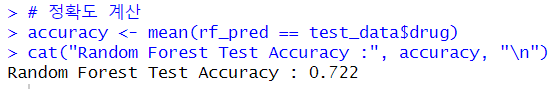 > # 정확도 계산
> accuracy <- mean(rf_pred == test_data$drug)
> cat("Random Forest Test Accuracy :", accuracy, "\n")
Random Forest Test Accuracy : 0.722